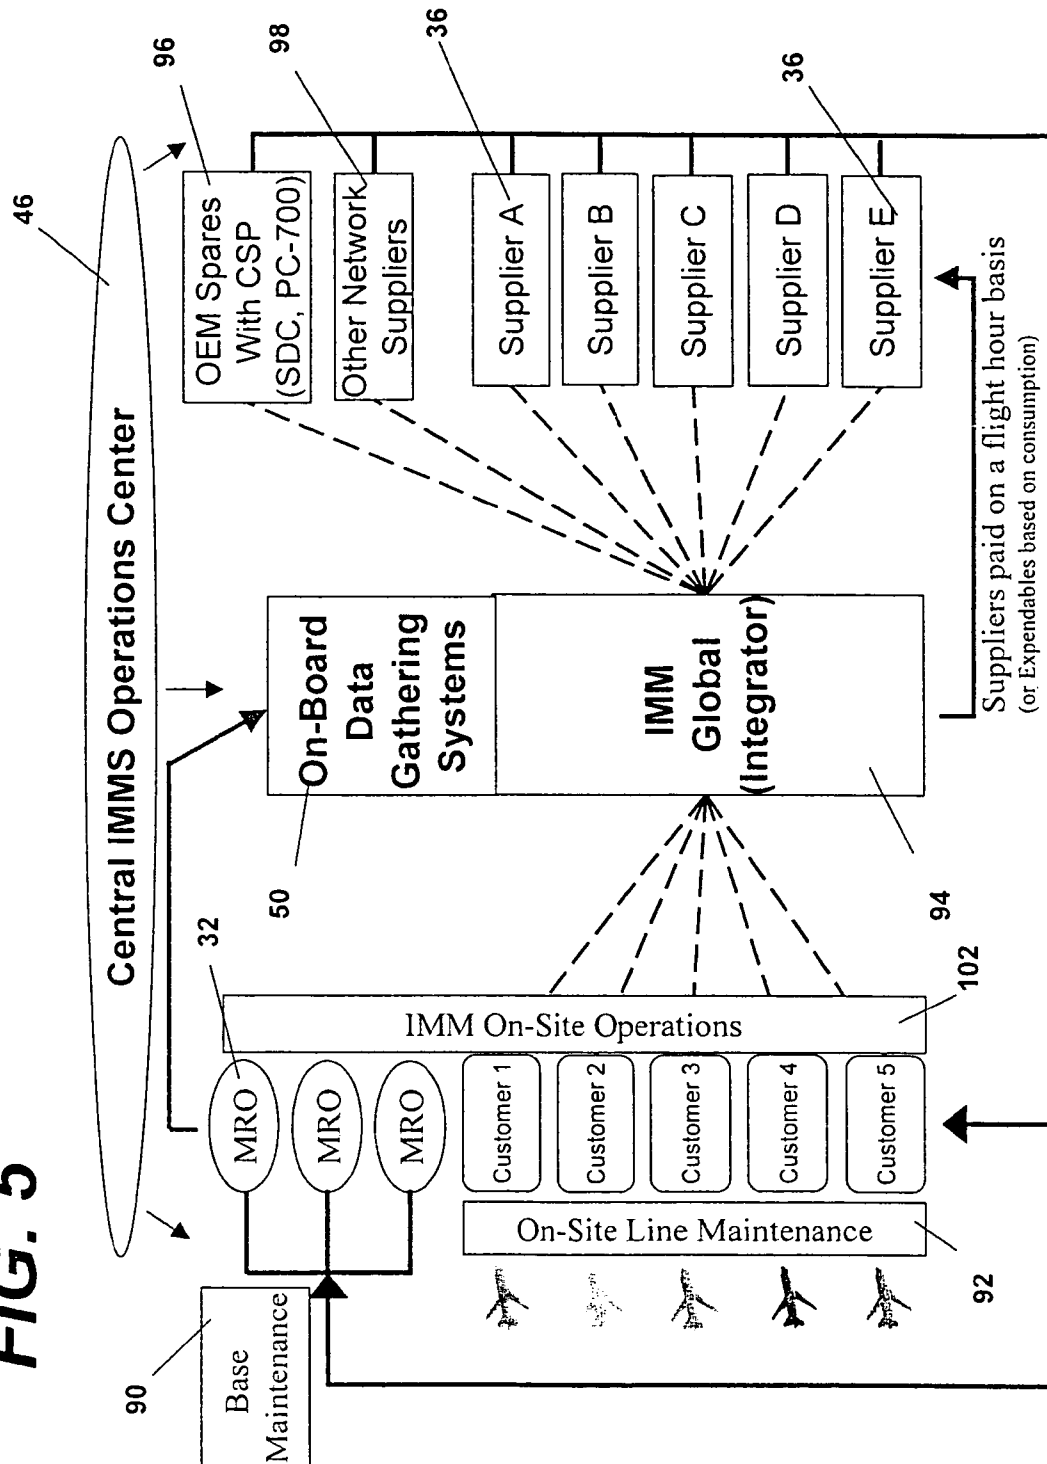 FIG. 5
46
Central IMMS Operations Center
90
Base
Maintenance
32
MRO
MRO
MRO
50
On-Board
Data
Gathering
Systems
96
OEM Spares
With CSP
(SDC, PC-700)
98
Other Network
Suppliers
36
Supplier A
Supplier B
Supplier C
Supplier D
Supplier E
36
IMM
Global
(Integrator)
94
IMM On-Site Operations
102
Customer 1
Customer 2
Customer 3
Customer 4
Customer 5
On-Site Line Maintenance
92
Suppliers paid on a flight hour basis
(or Expendables based on consumption)